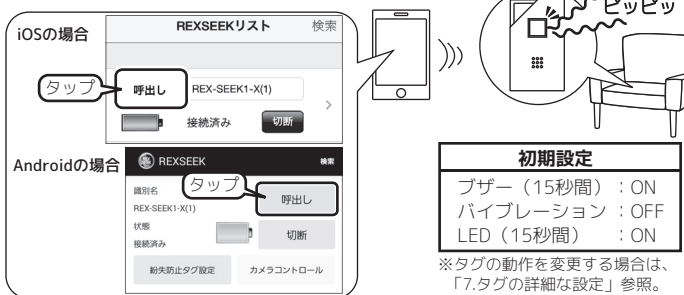 iOSの場合
REXSEEKリスト
検索
タップ
呼出し
REX-SEEK1-X(1)
接続済み
切断
Androidの場合
REXSEEK
検索
識別名
タップ
呼出し
REX-SEEK1-X(1)
状態
接続済み
切断
紛失防止タグ設定
カメラコントロール
ピッピッ
初期設定
ブザー（15秒間）：ON
バイブレーション：OFF
LED（15秒間）：ON
※タグの動作を変更する場合は、
「7.タグの詳細な設定」参照。